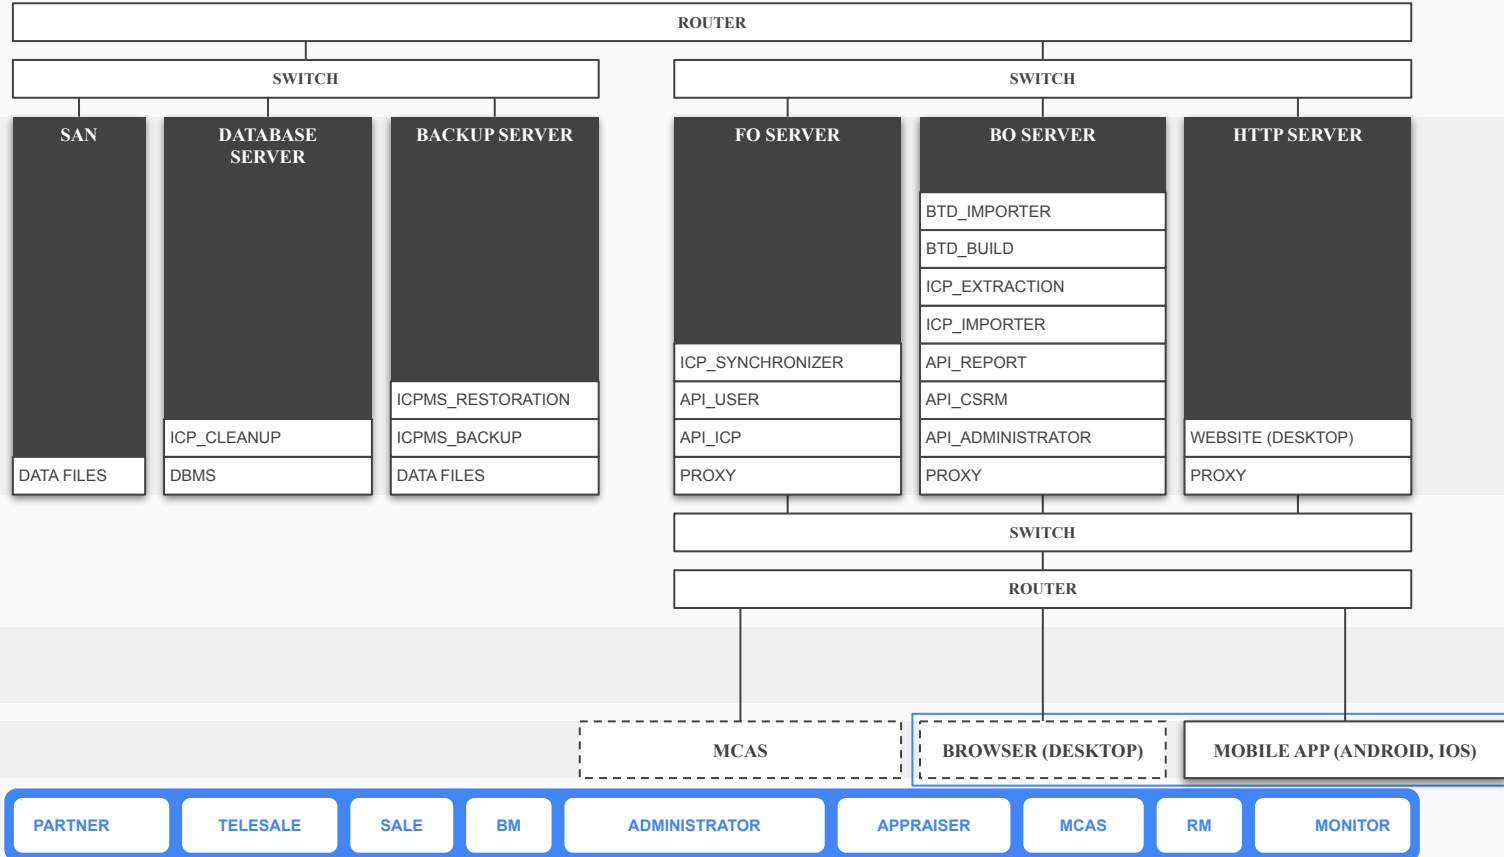 ROUTER
SWITCH
SWITCH
SAN
DATABASE
SERVER
BACKUP SERVER
FO SERVER
BO SERVER
HTTP SERVER
DATA FILES
ICP_CLEANUP
DBMS
ICPMS_RESTORATION
ICPMS_BACKUP
DATA FILES
ICP_SYNCHRONIZER
API_USER
API_ICP
PROXY
BTD_IMPORTER
BTD_BUILD
ICP_EXTRACTION
ICP_IMPORTER
API_REPORT
API_CSRM
API_ADMINISTRATOR
PROXY
WEBSITE (DESKTOP)
PROXY
SWITCH
ROUTER
MCAS
BROWSER (DESKTOP)
MOBILE APP (ANDROID, IOS)
PARTNER
TELESALE
SALE
BM
ADMINISTRATOR
APPRAISER
MCAS
RM
MONITOR